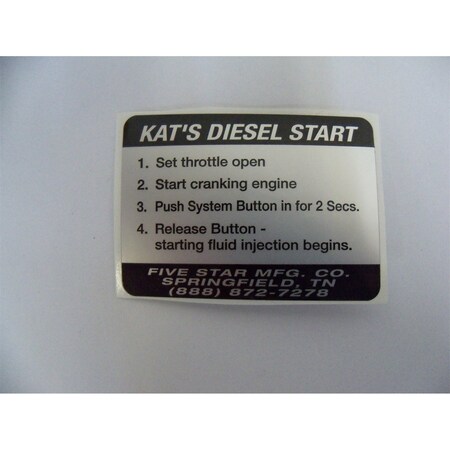 KAT'S DIESEL START
1. Set throttle open
2. Start cranking engine
3. Push System Button in for 2 Secs.
4. Release Button -
starting fluid injection begins.
FIVE STAR MFG. CO.
SPRINGFIELD, TN
(888) 872-7278